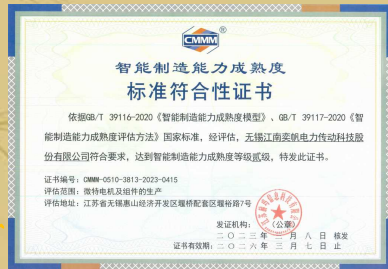 CMMM
智能制造能力成熟度
标准符合性证书
依据GB/T 39116-2020《智能制造能力成熟度模型》、GB/T 39117-2020《智
能制造能力成熟度评估方法》国家标准，经评估，无锡江南奕帆电力传动科技股
份有限公司符合要求，达到智能制造能力成熟度等级贰级，特发此证书。
证书编号：CMMM-0510-3813-2023-0415
评估范围：微特电机及组件的生产
评估地址：江苏省无锡惠山经济开发区堰桥配套区堰裕路7号
发证机构： （公章）
二〇二三年 三 月 八 日 核发
证书有效期：二〇二六年 三 月 七 日止